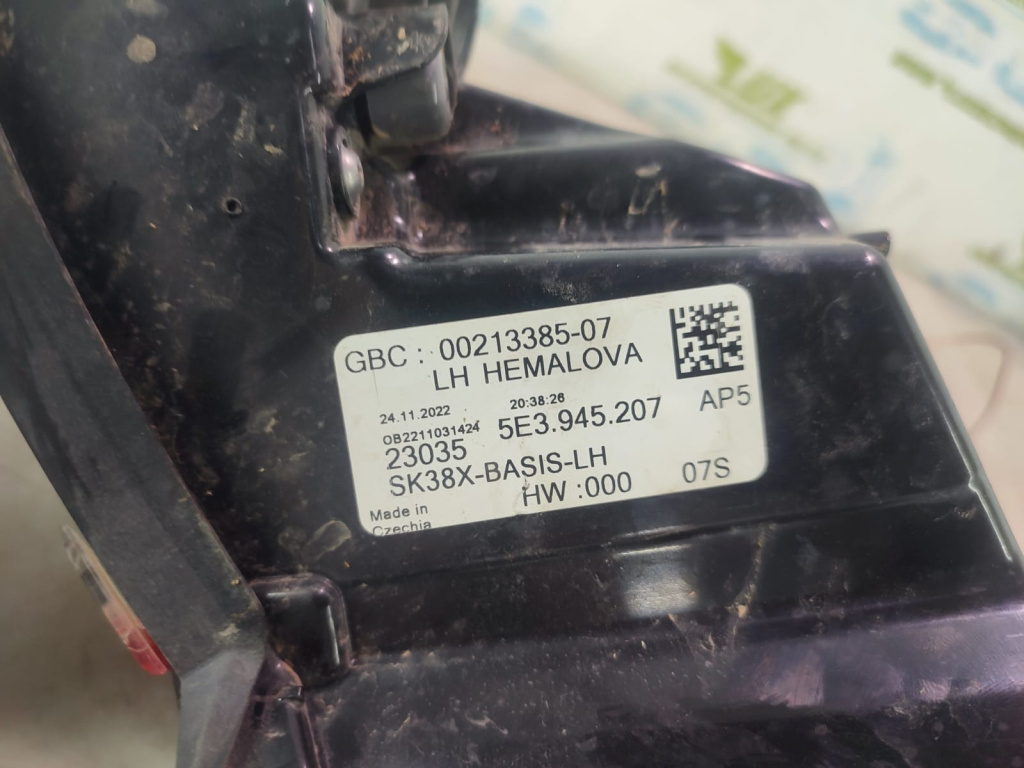 GBC : 00213385-07
LH HEMALOVA
24.11.2022 20:38:26
OB2211031424 5E3.945.207 AP5
23035
SK38X-BASIS-LH
HW :000 07S
Made in
Czechia